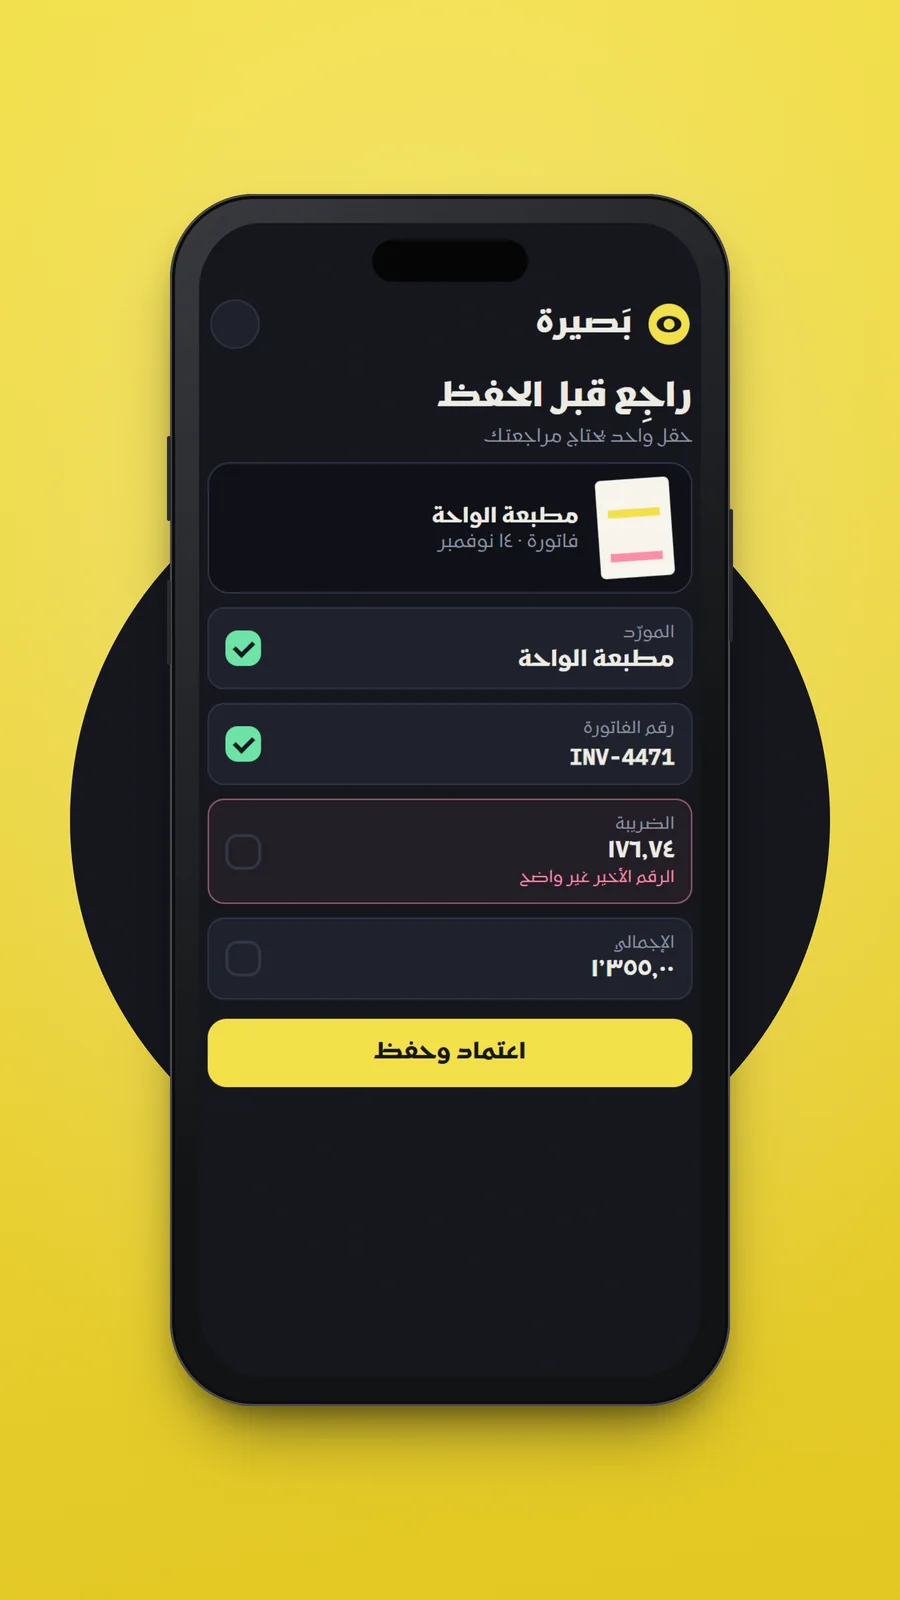 بَصيرة
راجِع قبل الحفظ
حقل واحد يحتاج مراجعتك
مطبعة الواحة
فاتورة · ١٤ نوفمبر
المورّد
مطبعة الواحة
رقم الفاتورة
INV-4471
الضريبة
١٧٦,٧٤
الرقم الأخير غير واضح
الإجمالي
١٬٣٥٥,٠٠
اعتماد وحفظ